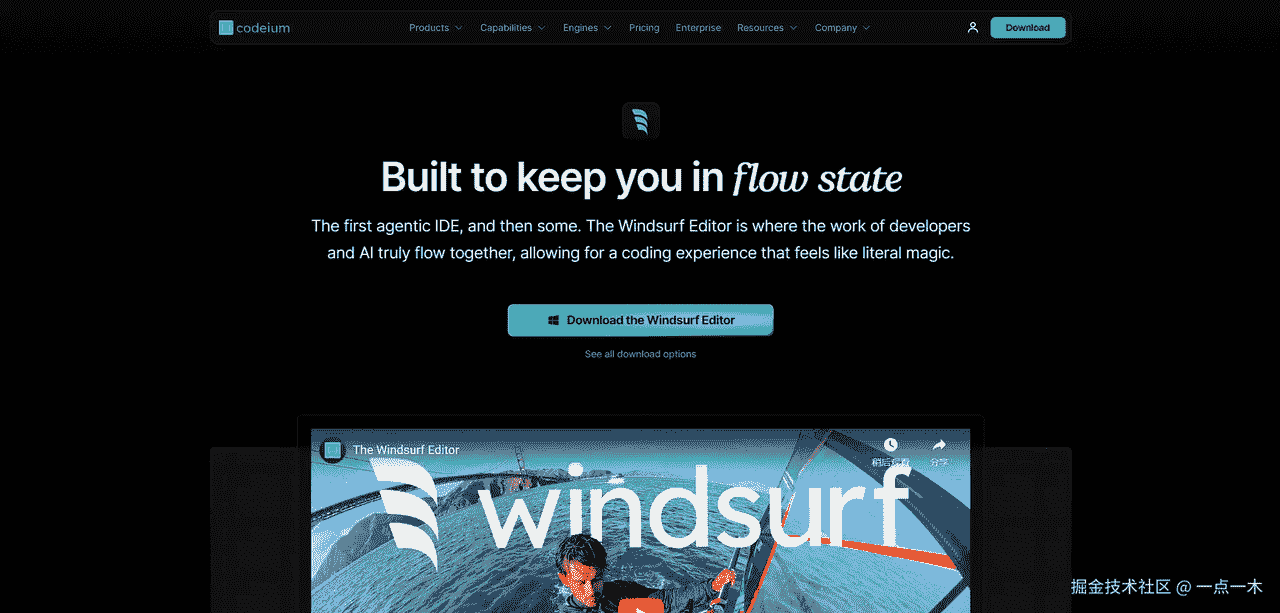 codeium
Products
Capabilities
Engines
Pricing
Enterprise
Resources
Company
Download
Built to keep you in flow state
The first agentic IDE, and then some. The Windsurf Editor is where the work of developers
and AI truly flow together, allowing for a coding experience that feels like literal magic.
Download the Windsurf Editor
See all download options
The Windsurf Editor
稍后观看
分享
windsurf
掘金技术社区 @ 一点一木